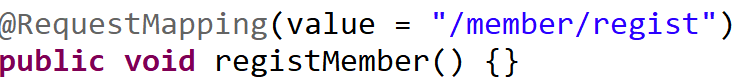 @RequestMapping(value = "/member/regist")
public void registMember() {}